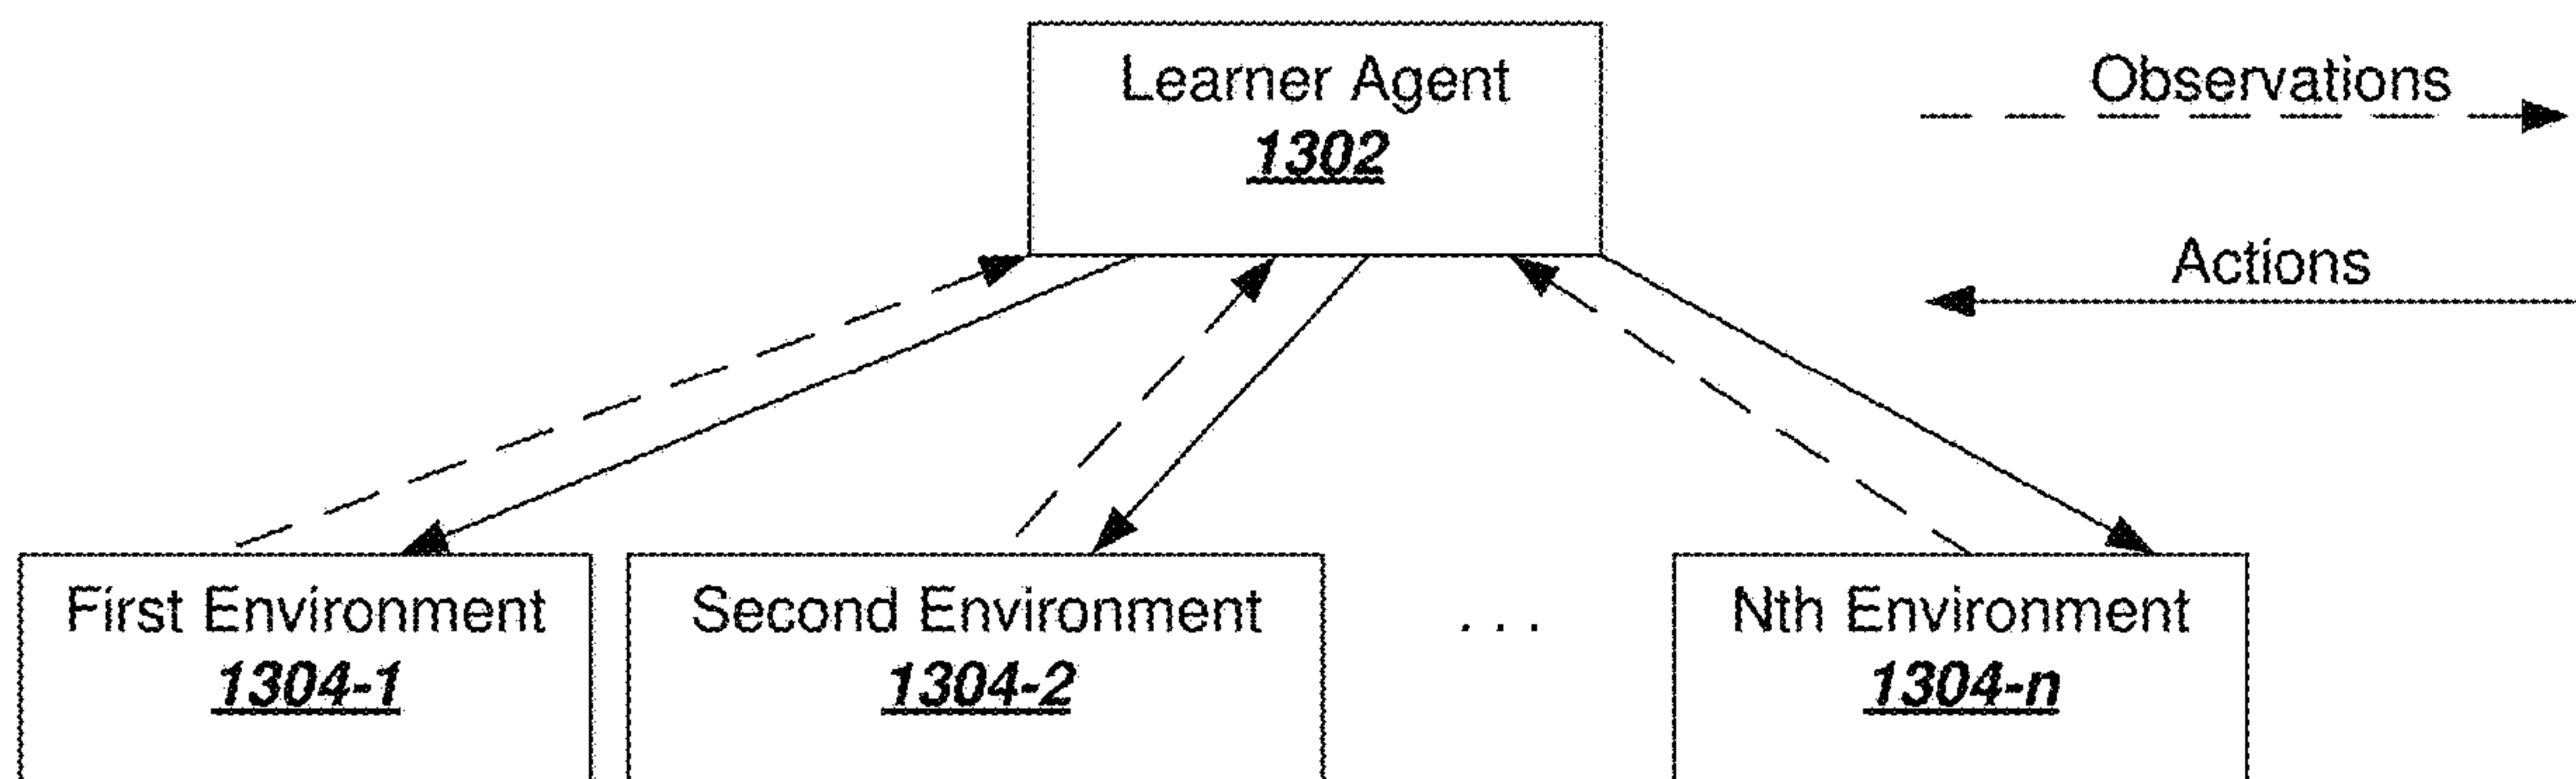 Learner Agent
1302
Observations
Actions
First Environment
1304-1
Second Environment
1304-2
. . .
Nth Environment
1304-n